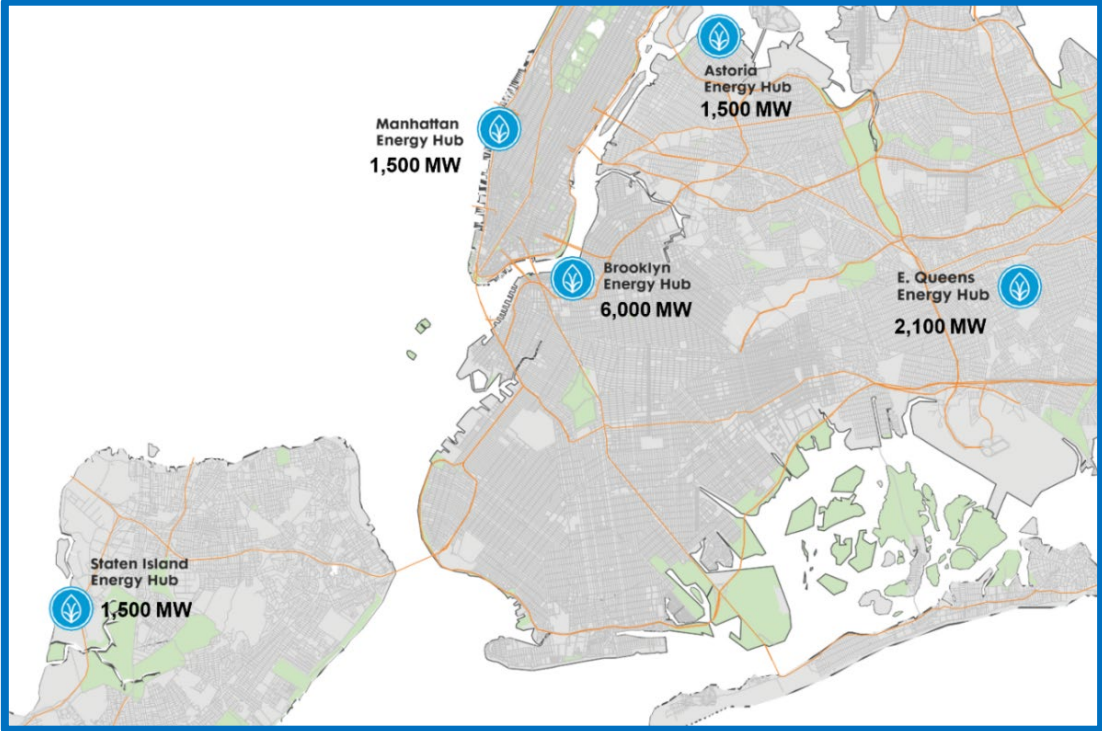 Astoria
Energy Hub
1,500 MW
Manhattan
Energy Hub
1,500 MW
Brooklyn
Energy Hub
6,000 MW
E. Queens
Energy Hub
2,100 MW
Staten Island
Energy Hub
1,500 MW